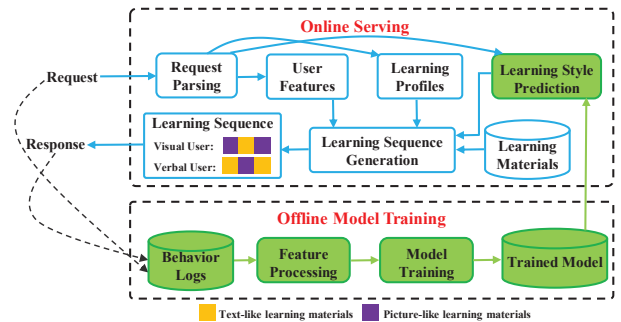 Online Serving
Request
Request
Parsing
User
Features
Learning
Profiles
Learning Style
Prediction
Response
Learning Sequence
Visual User:
Verbal User:
Learning Sequence
Generation
Learning
Materials
Offline Model Training
Behavior
Logs
Feature
Processing
Model
Training
Trained Model
Text-like learning materials
Picture-like learning materials